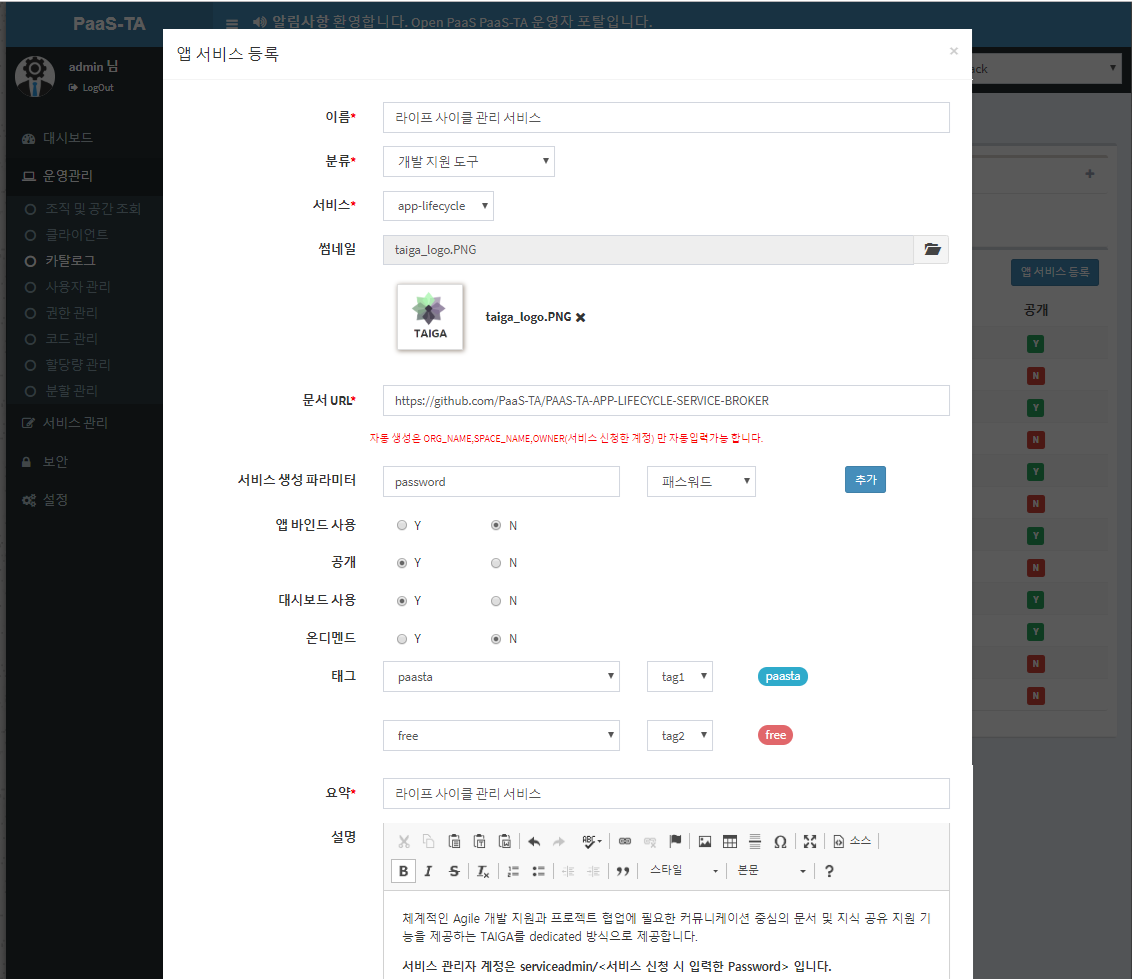 PaaS-TA
알림사항 환영합니다. Open PaaS PaaS-TA 운영자 포탈입니다.
admin 님
LogOut
대시보드
운영관리
조직 및 공간 조회
클라이언트
카탈로그
사용자 관리
권한 관리
코드 관리
할당량 관리
분할 관리
서비스 관리
보안
설정
앱 서비스 등록
×
이름*
라이프 사이클 관리 서비스
분류*
개발 지원 도구
서비스*
app-lifecycle
썸네일
taiga_logo.PNG
TAIGA
taiga_logo.PNG
문서 URL*
https://github.com/PaaS-TA/PAAS-TA-APP-LIFECYCLE-SERVICE-BROKER
자동 생성은 ORG_NAME,SPACE_NAME,OWNER(서비스 신청한 계정) 만 자동입력가능 합니다.
서비스 생성 파라미터
password
패스워드
추가
앱 바인드 사용
Y N
공개
Y N
대시보드 사용
Y N
온디멘드
Y N
태그
paasta
tag1
paasta
free
tag2
free
요약*
라이프 사이클 관리 서비스
설명
ABC
소스
B I S Ix
스타일
본문
?
체계적인 Agile 개발 지원과 프로젝트 협업에 필요한 커뮤니케이션 중심의 문서 및 지식 공유 지원 기
능을 제공하는 TAIGA를 dedicated 방식으로 제공합니다.
서비스 관리자 계정은 serviceadmin/<서비스 신청 시 입력한 Password> 입니다.
ack
앱 서비스 등록
공개
Y
N
Y
N
Y
N
Y
N
Y
Y
N
N